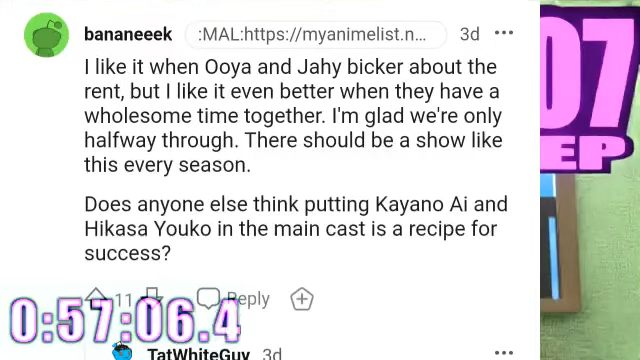 bananeeek :MAL:https://myanimelist.n... 3d
I like it when Ooya and Jahy bicker about the
rent, but I like it even better when they have a
wholesome time together. I'm glad we're only
halfway through. There should be a show like
this every season.
Does anyone else think putting Kayano Ai and
Hikasa Youko in the main cast is a recipe for
success?
11 Reply
0:57:06.4
TatWhiteGuy 3d
07
EP